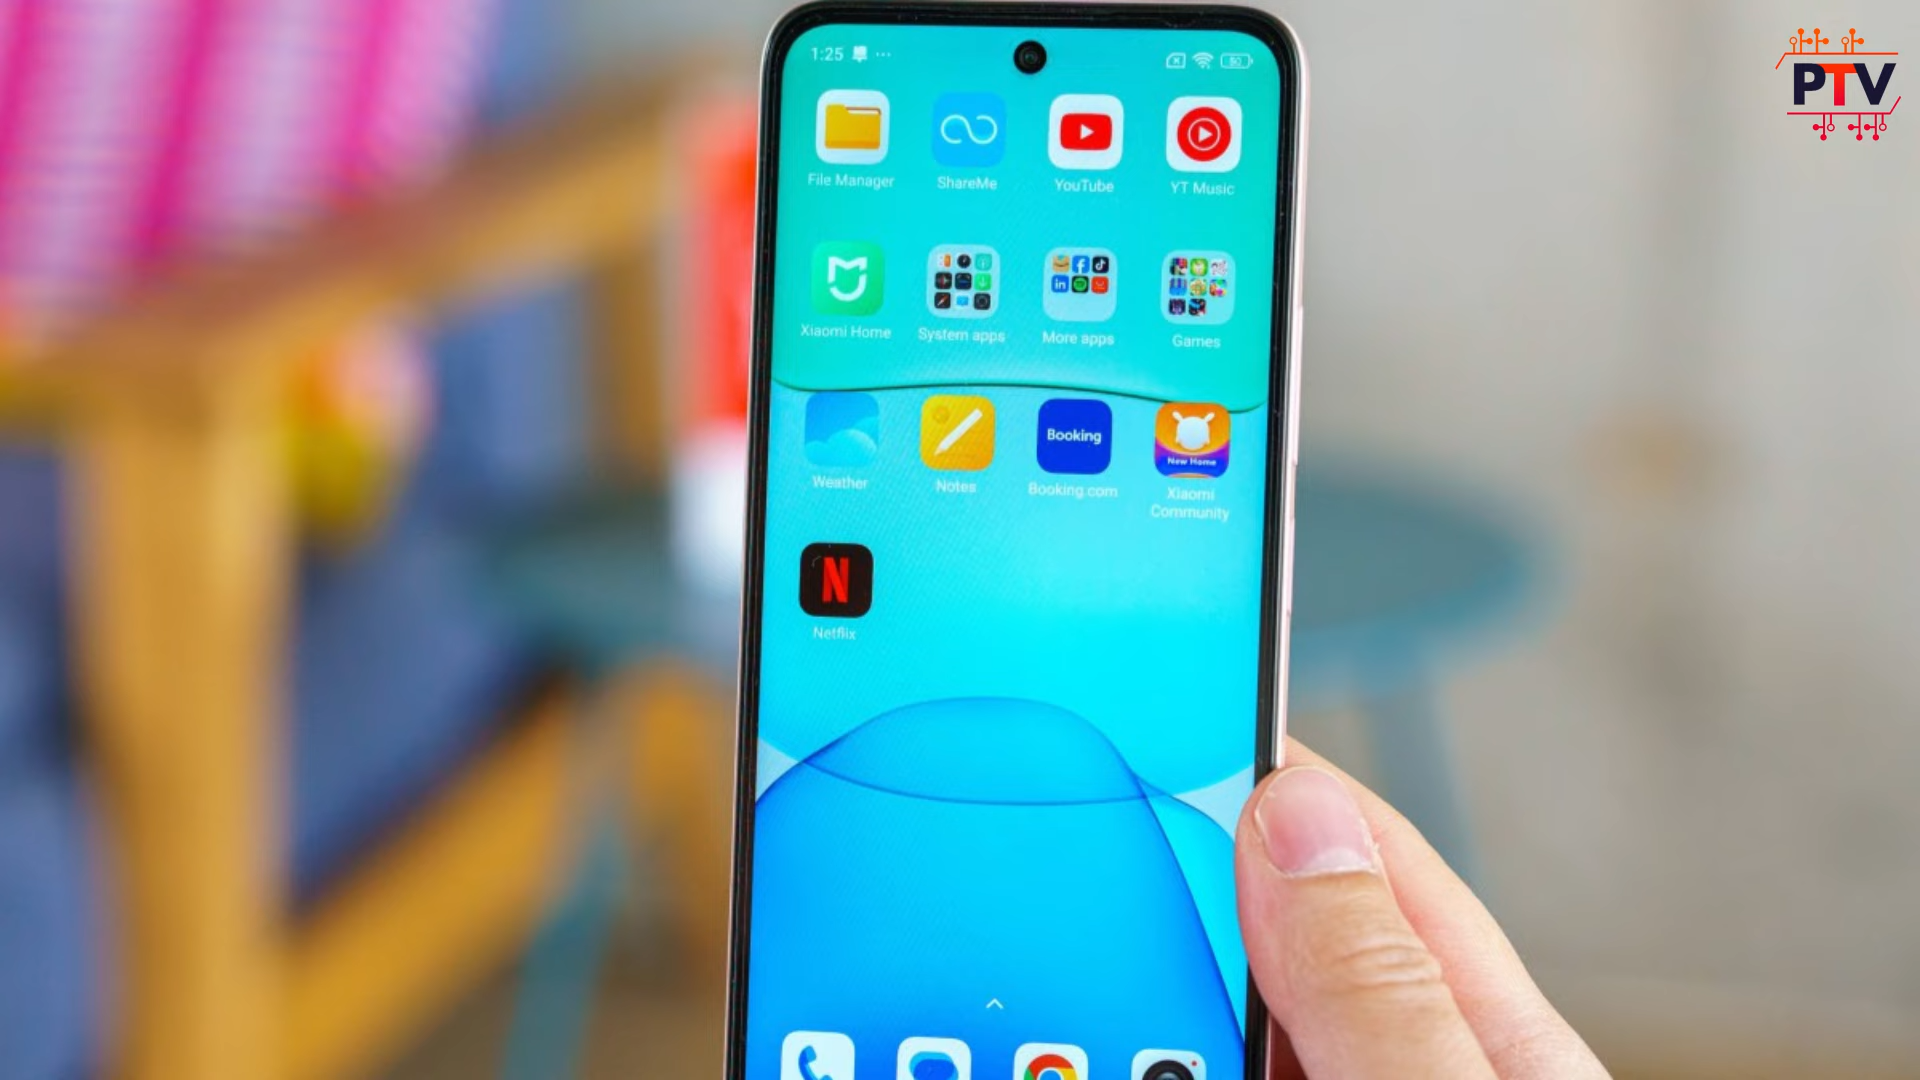 PTV
1:25
50
File Manager
ShareMe
YouTube
YT Music
Xiaomi Home
System apps
More apps
Games
Booking
New Home
Weather
Notes
Booking.com
Xiaomi
Community
N
Netflix